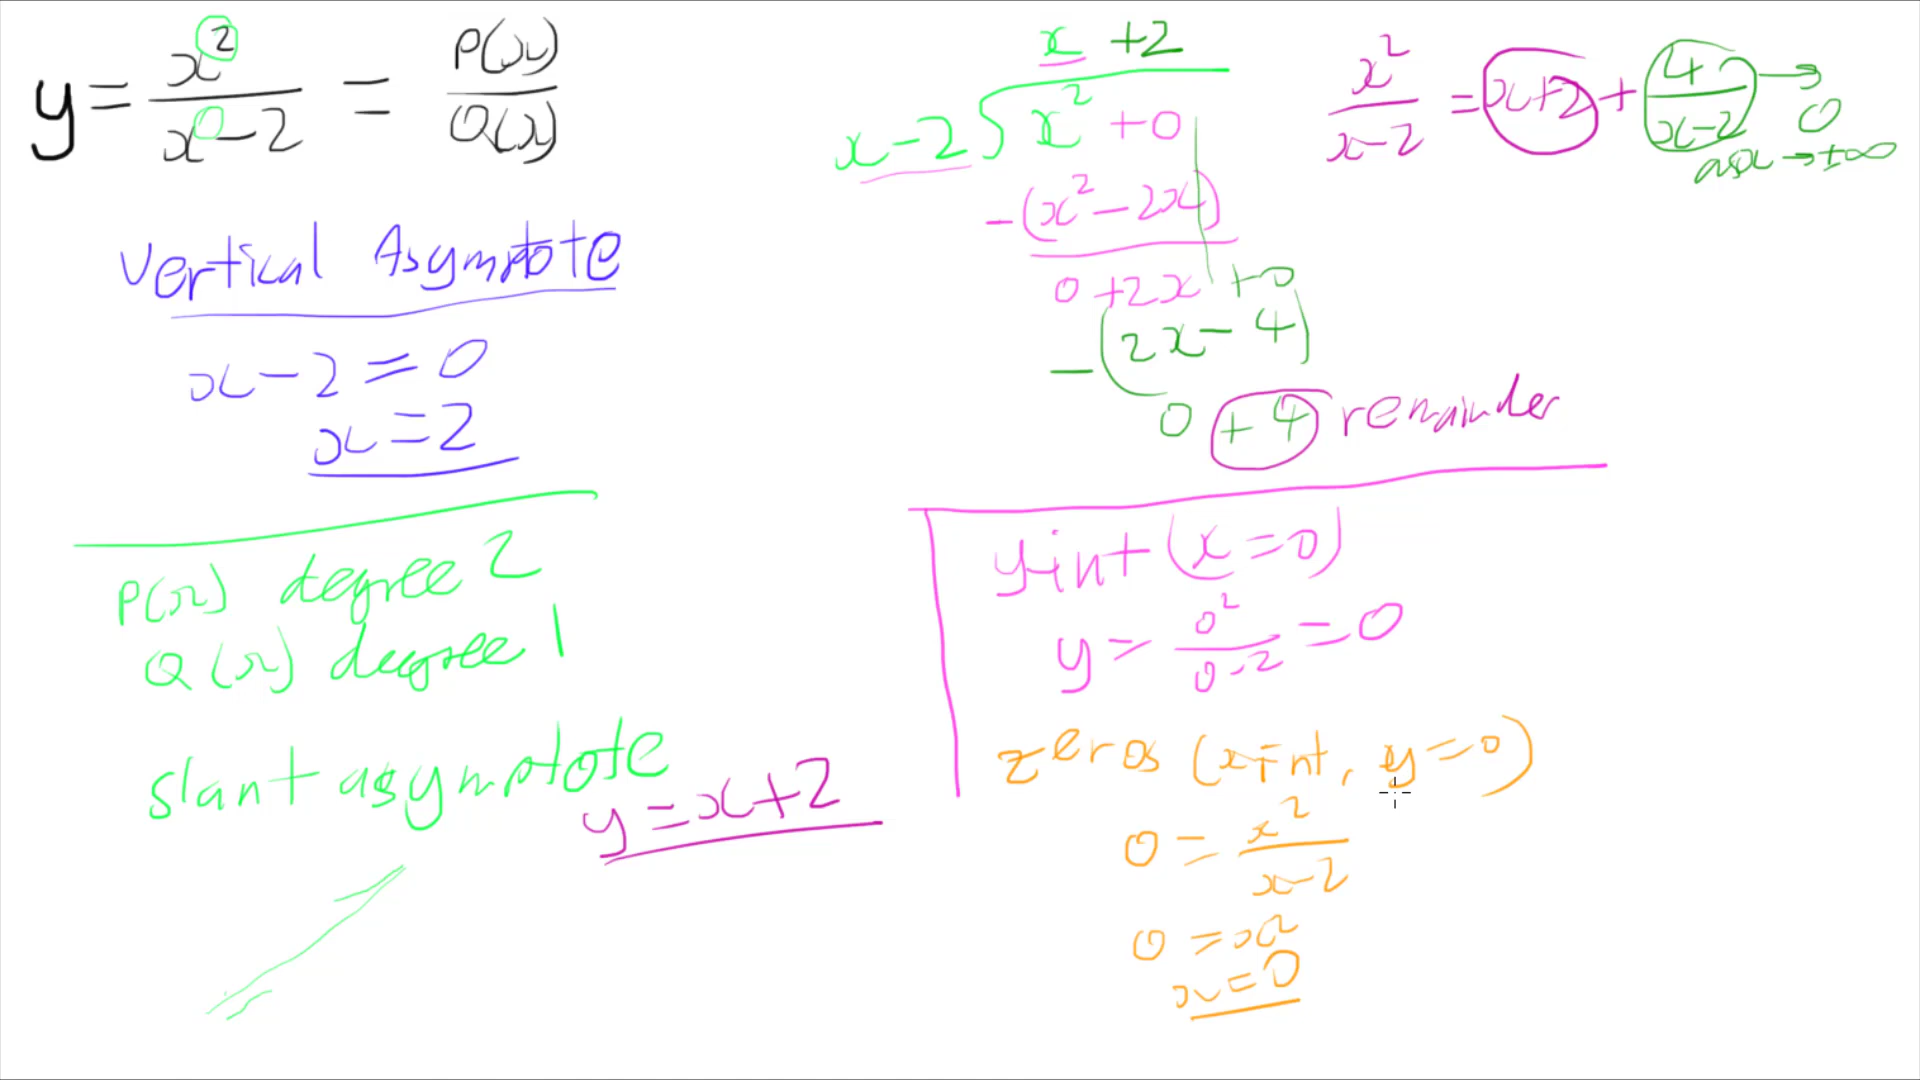 y = x²/(x - 2) = P(x)/Q(x)
Vertical Asymptote
x - 2 = 0
x = 2
P(x) degree 2
Q(x) degree 1
slant asymptote
y = x + 2
x + 2
x - 2 ) x² + 0
-(x² - 2x)
0 + 2x + 0
-(2x - 4)
0 + 4 remainder
x²/(x - 2) = x + 2 + 4/(x - 2) → 0
as x → ±∞
y int (x = 0)
y = 0²/(0 - 2) = 0
zeros (x-int, y = 0)
0 = x²/(x - 2)
0 = x²
x = 0